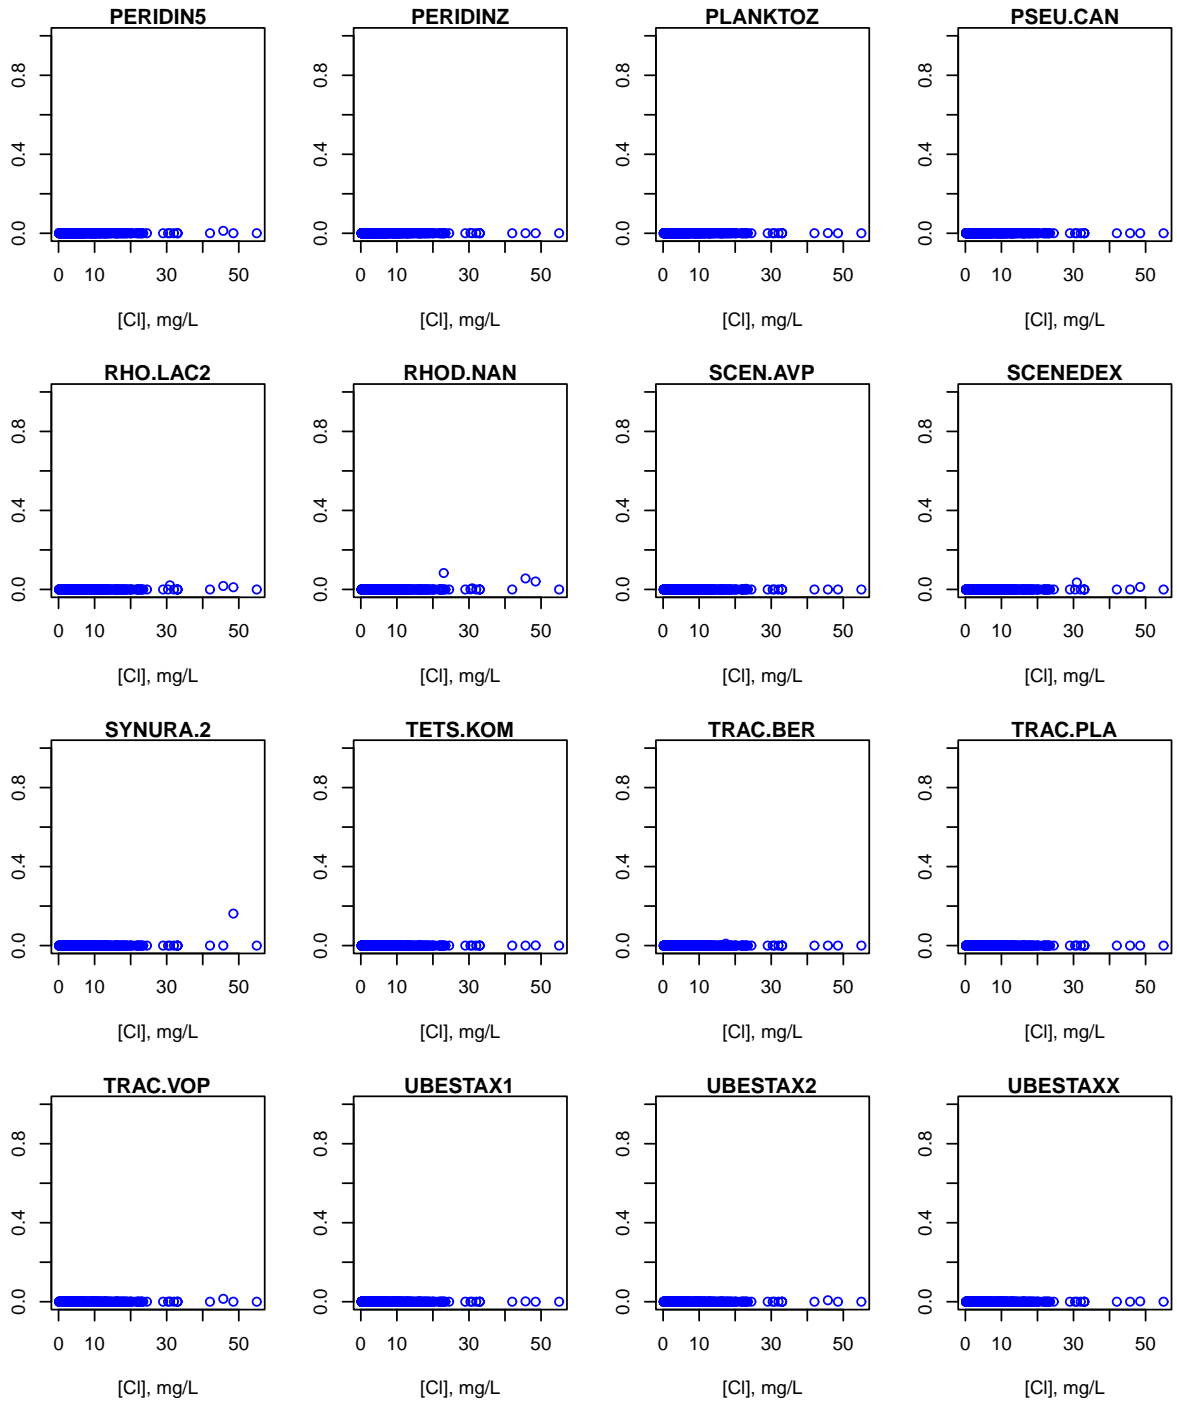 PERIDIN5 PERIDINZ PLANKTOZ PSEU.CAN
0.8 0.8 0.8 0.8
0.4 0.4 0.4 0.4
0.0 0.0 0.0 0.0
0 10 30 50 0 10 30 50 0 10 30 50 0 10 30 50
[Cl], mg/L [Cl], mg/L [Cl], mg/L [Cl], mg/L
RHO.LAC2 RHOD.NAN SCEN.AVP SCENEDEX
0.8 0.8 0.8 0.8
0.4 0.4 0.4 0.4
0.0 0.0 0.0 0.0
0 10 30 50 0 10 30 50 0 10 30 50 0 10 30 50
[Cl], mg/L [Cl], mg/L [Cl], mg/L [Cl], mg/L
SYNURA.2 TETS.KOM TRAC.BER TRAC.PLA
0.8 0.8 0.8 0.8
0.4 0.4 0.4 0.4
0.0 0.0 0.0 0.0
0 10 30 50 0 10 30 50 0 10 30 50 0 10 30 50
[Cl], mg/L [Cl], mg/L [Cl], mg/L [Cl], mg/L
TRAC.VOP UBESTAX1 UBESTAX2 UBESTAXX
0.8 0.8 0.8 0.8
0.4 0.4 0.4 0.4
0.0 0.0 0.0 0.0
0 10 30 50 0 10 30 50 0 10 30 50 0 10 30 50
[Cl], mg/L [Cl], mg/L [Cl], mg/L [Cl], mg/L